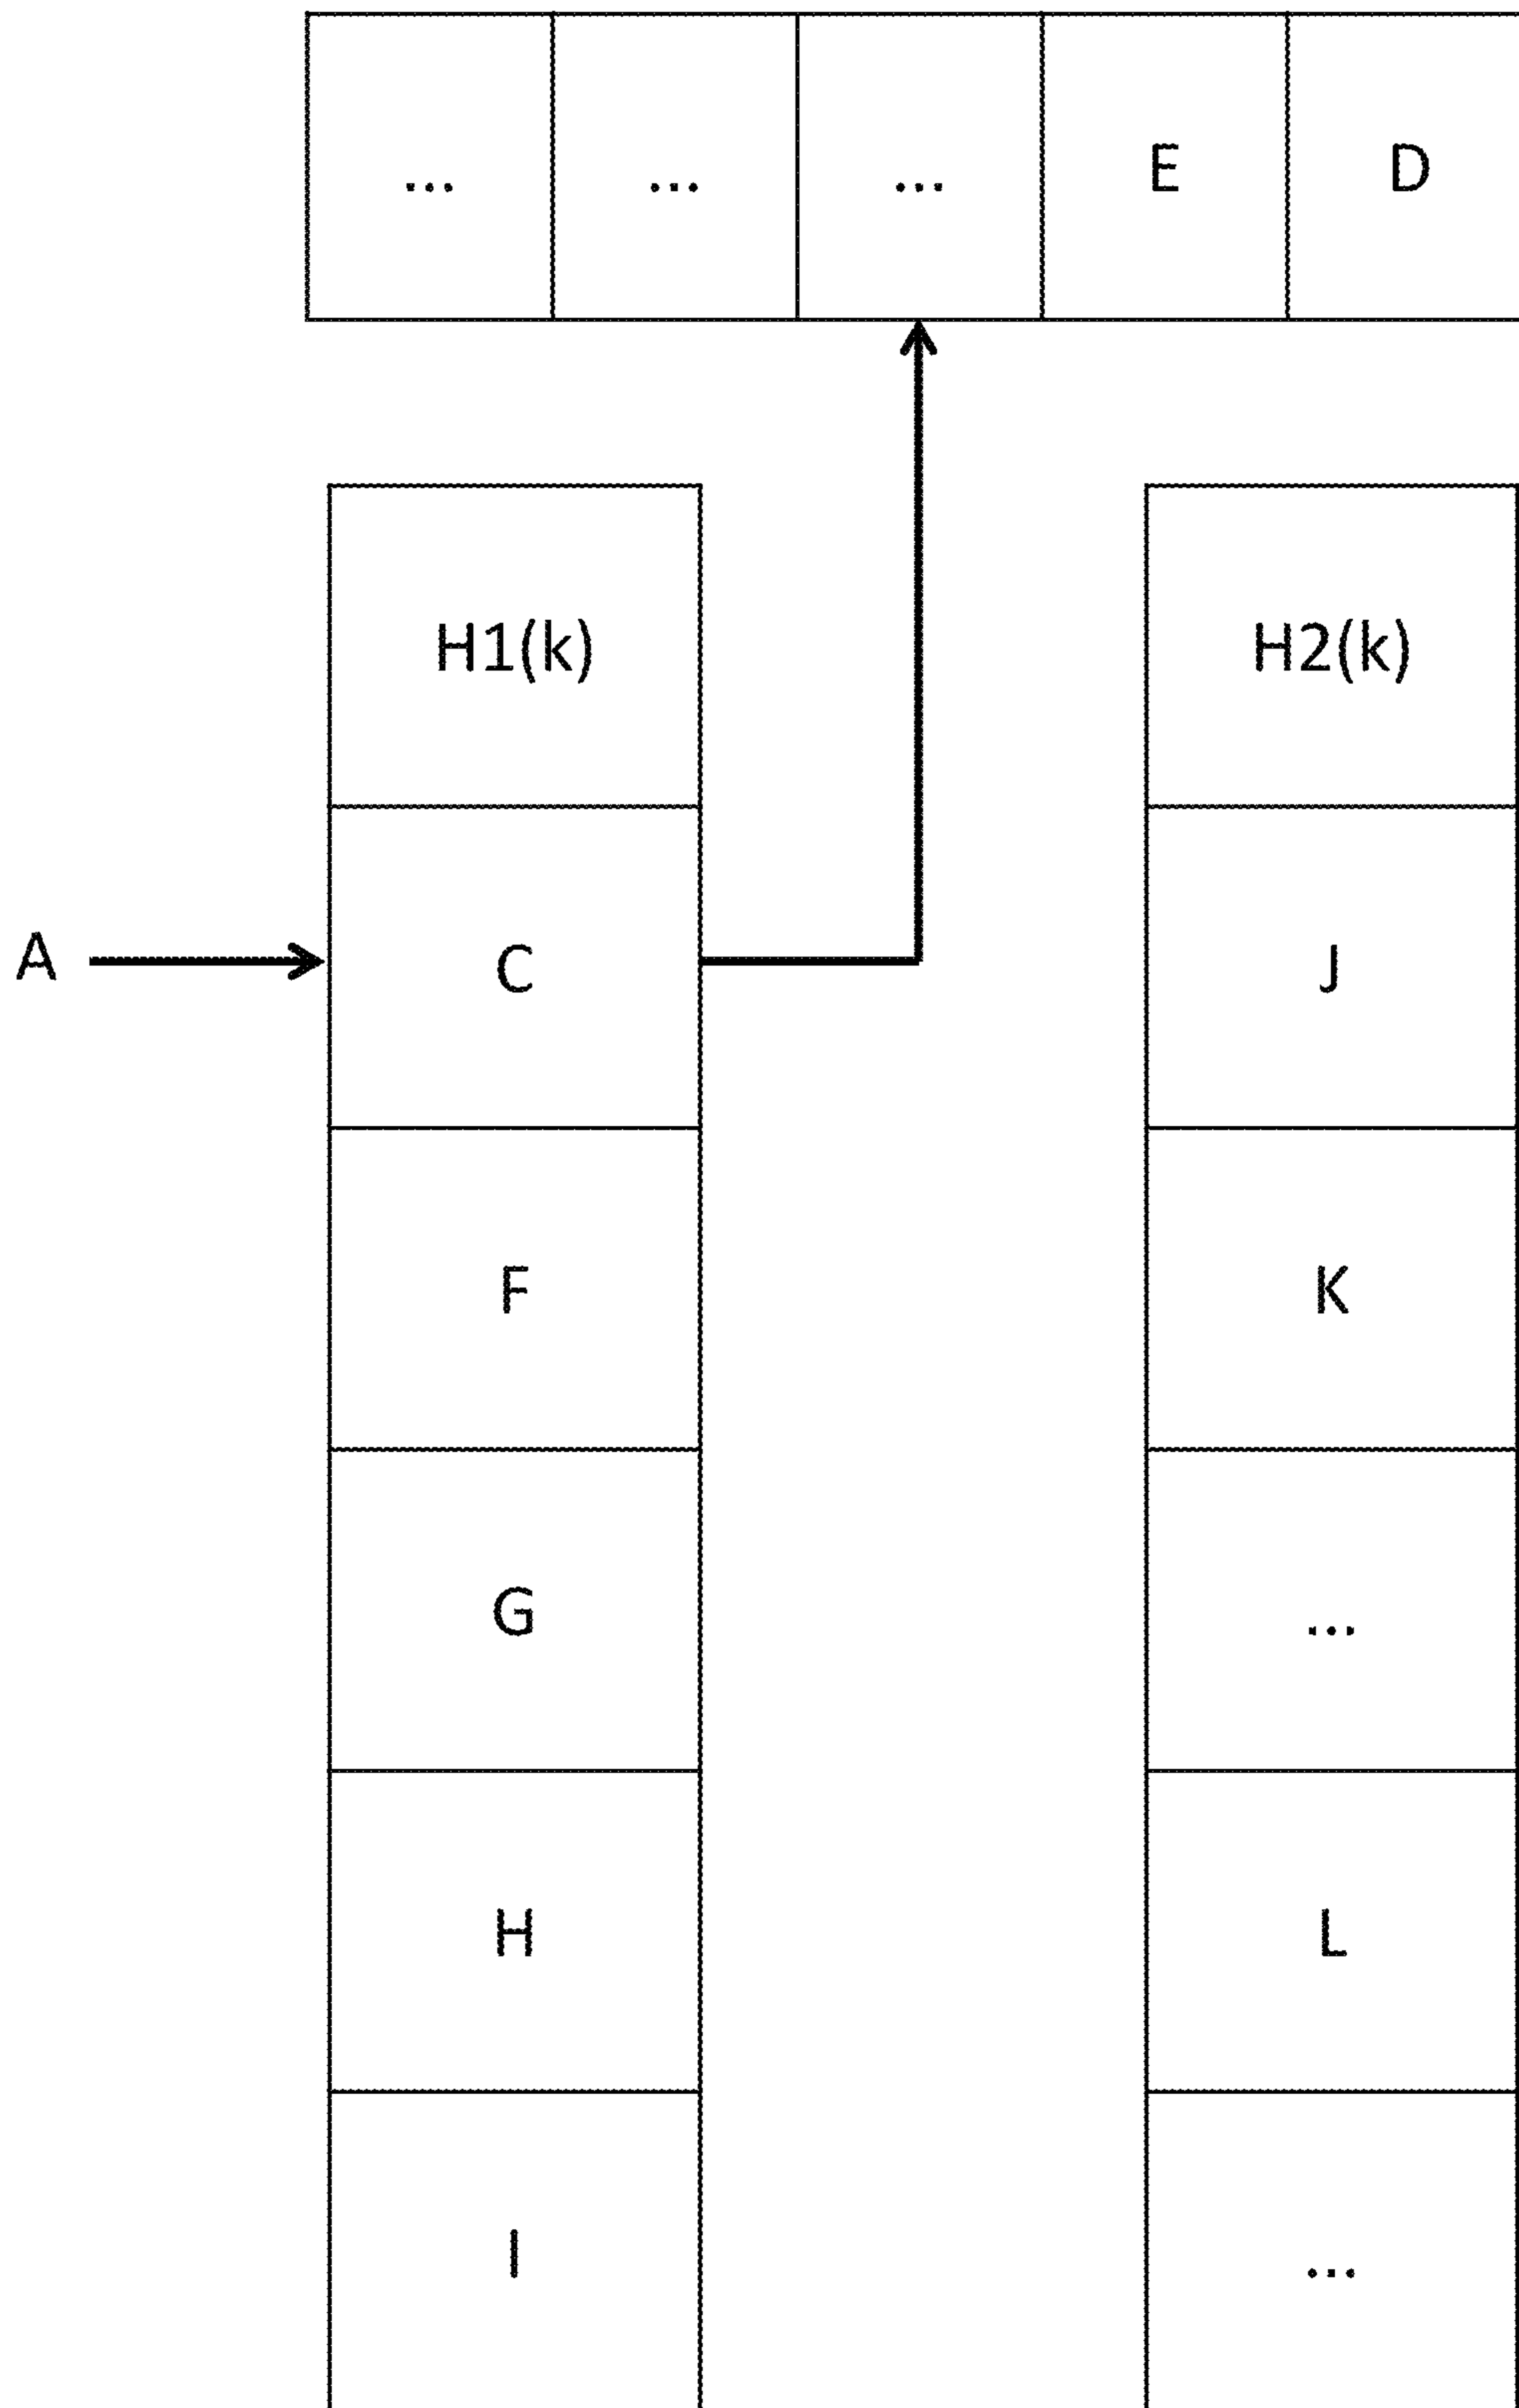 ... ... ... E D
H1(k) H2(k)
A C J
F K
G ...
H L
I ...